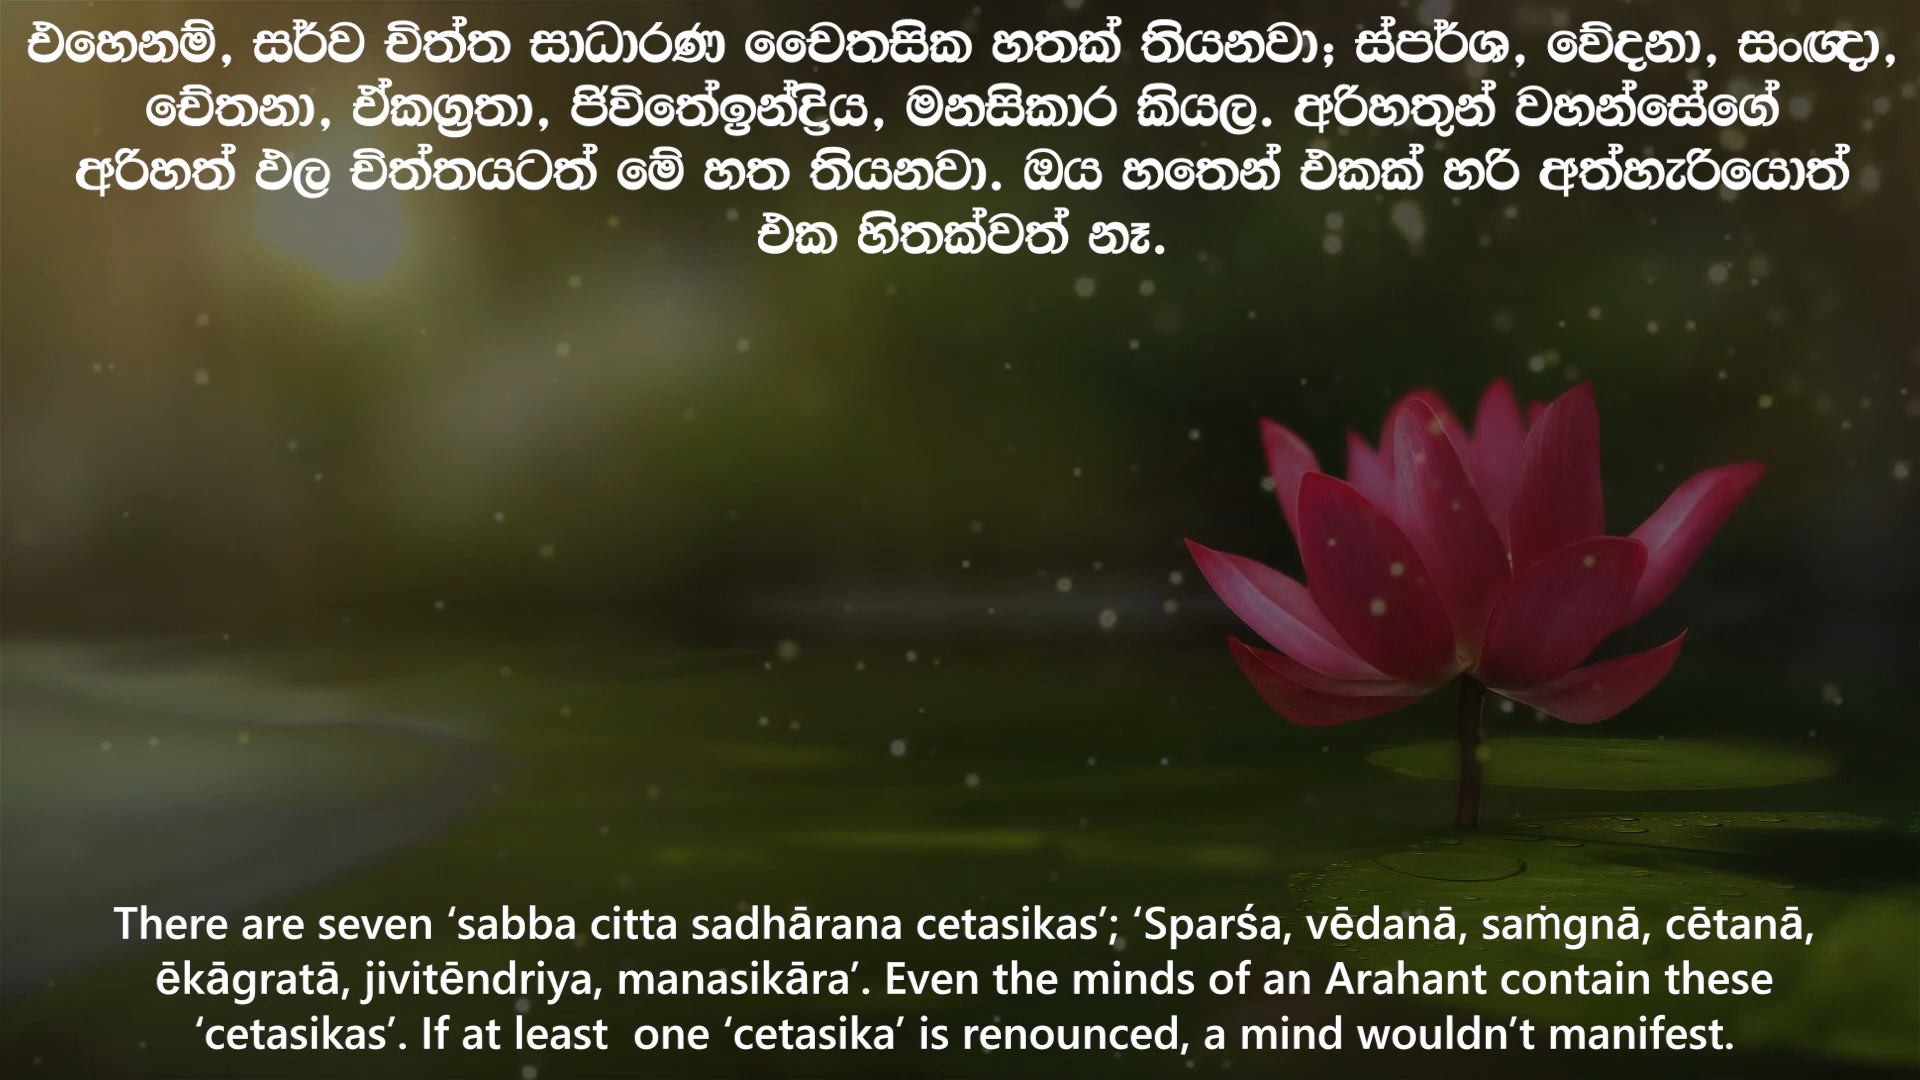 එහෙනම්, සර්ව චිත්ත සාධාරණ චෛතසික හතක් තියනවා; ස්පර්ශ, වේදනා, සංඥා,
චේතනා, ඒකග්‍රතා, ජිවිතේඉන්ද්‍රිය, මනසිකාර කියල. අරිහතුන් වහන්සේගේ
අරිහත් ඵල චිත්තයටත් මේ හත තියනවා. ඔය හතෙන් එකක් හරි අත්හැරියොත්
එක හිතක්වත් නෑ.
There are seven ‘sabba citta sadhārana cetasikas’; ‘Sparśa, vēdanā, saṁgnā, cētanā,
ēkāgratā, jivitēndriya, manasikāra’. Even the minds of an Arahant contain these
‘cetasikas’. If at least  one ‘cetasika’ is renounced, a mind wouldn’t manifest.